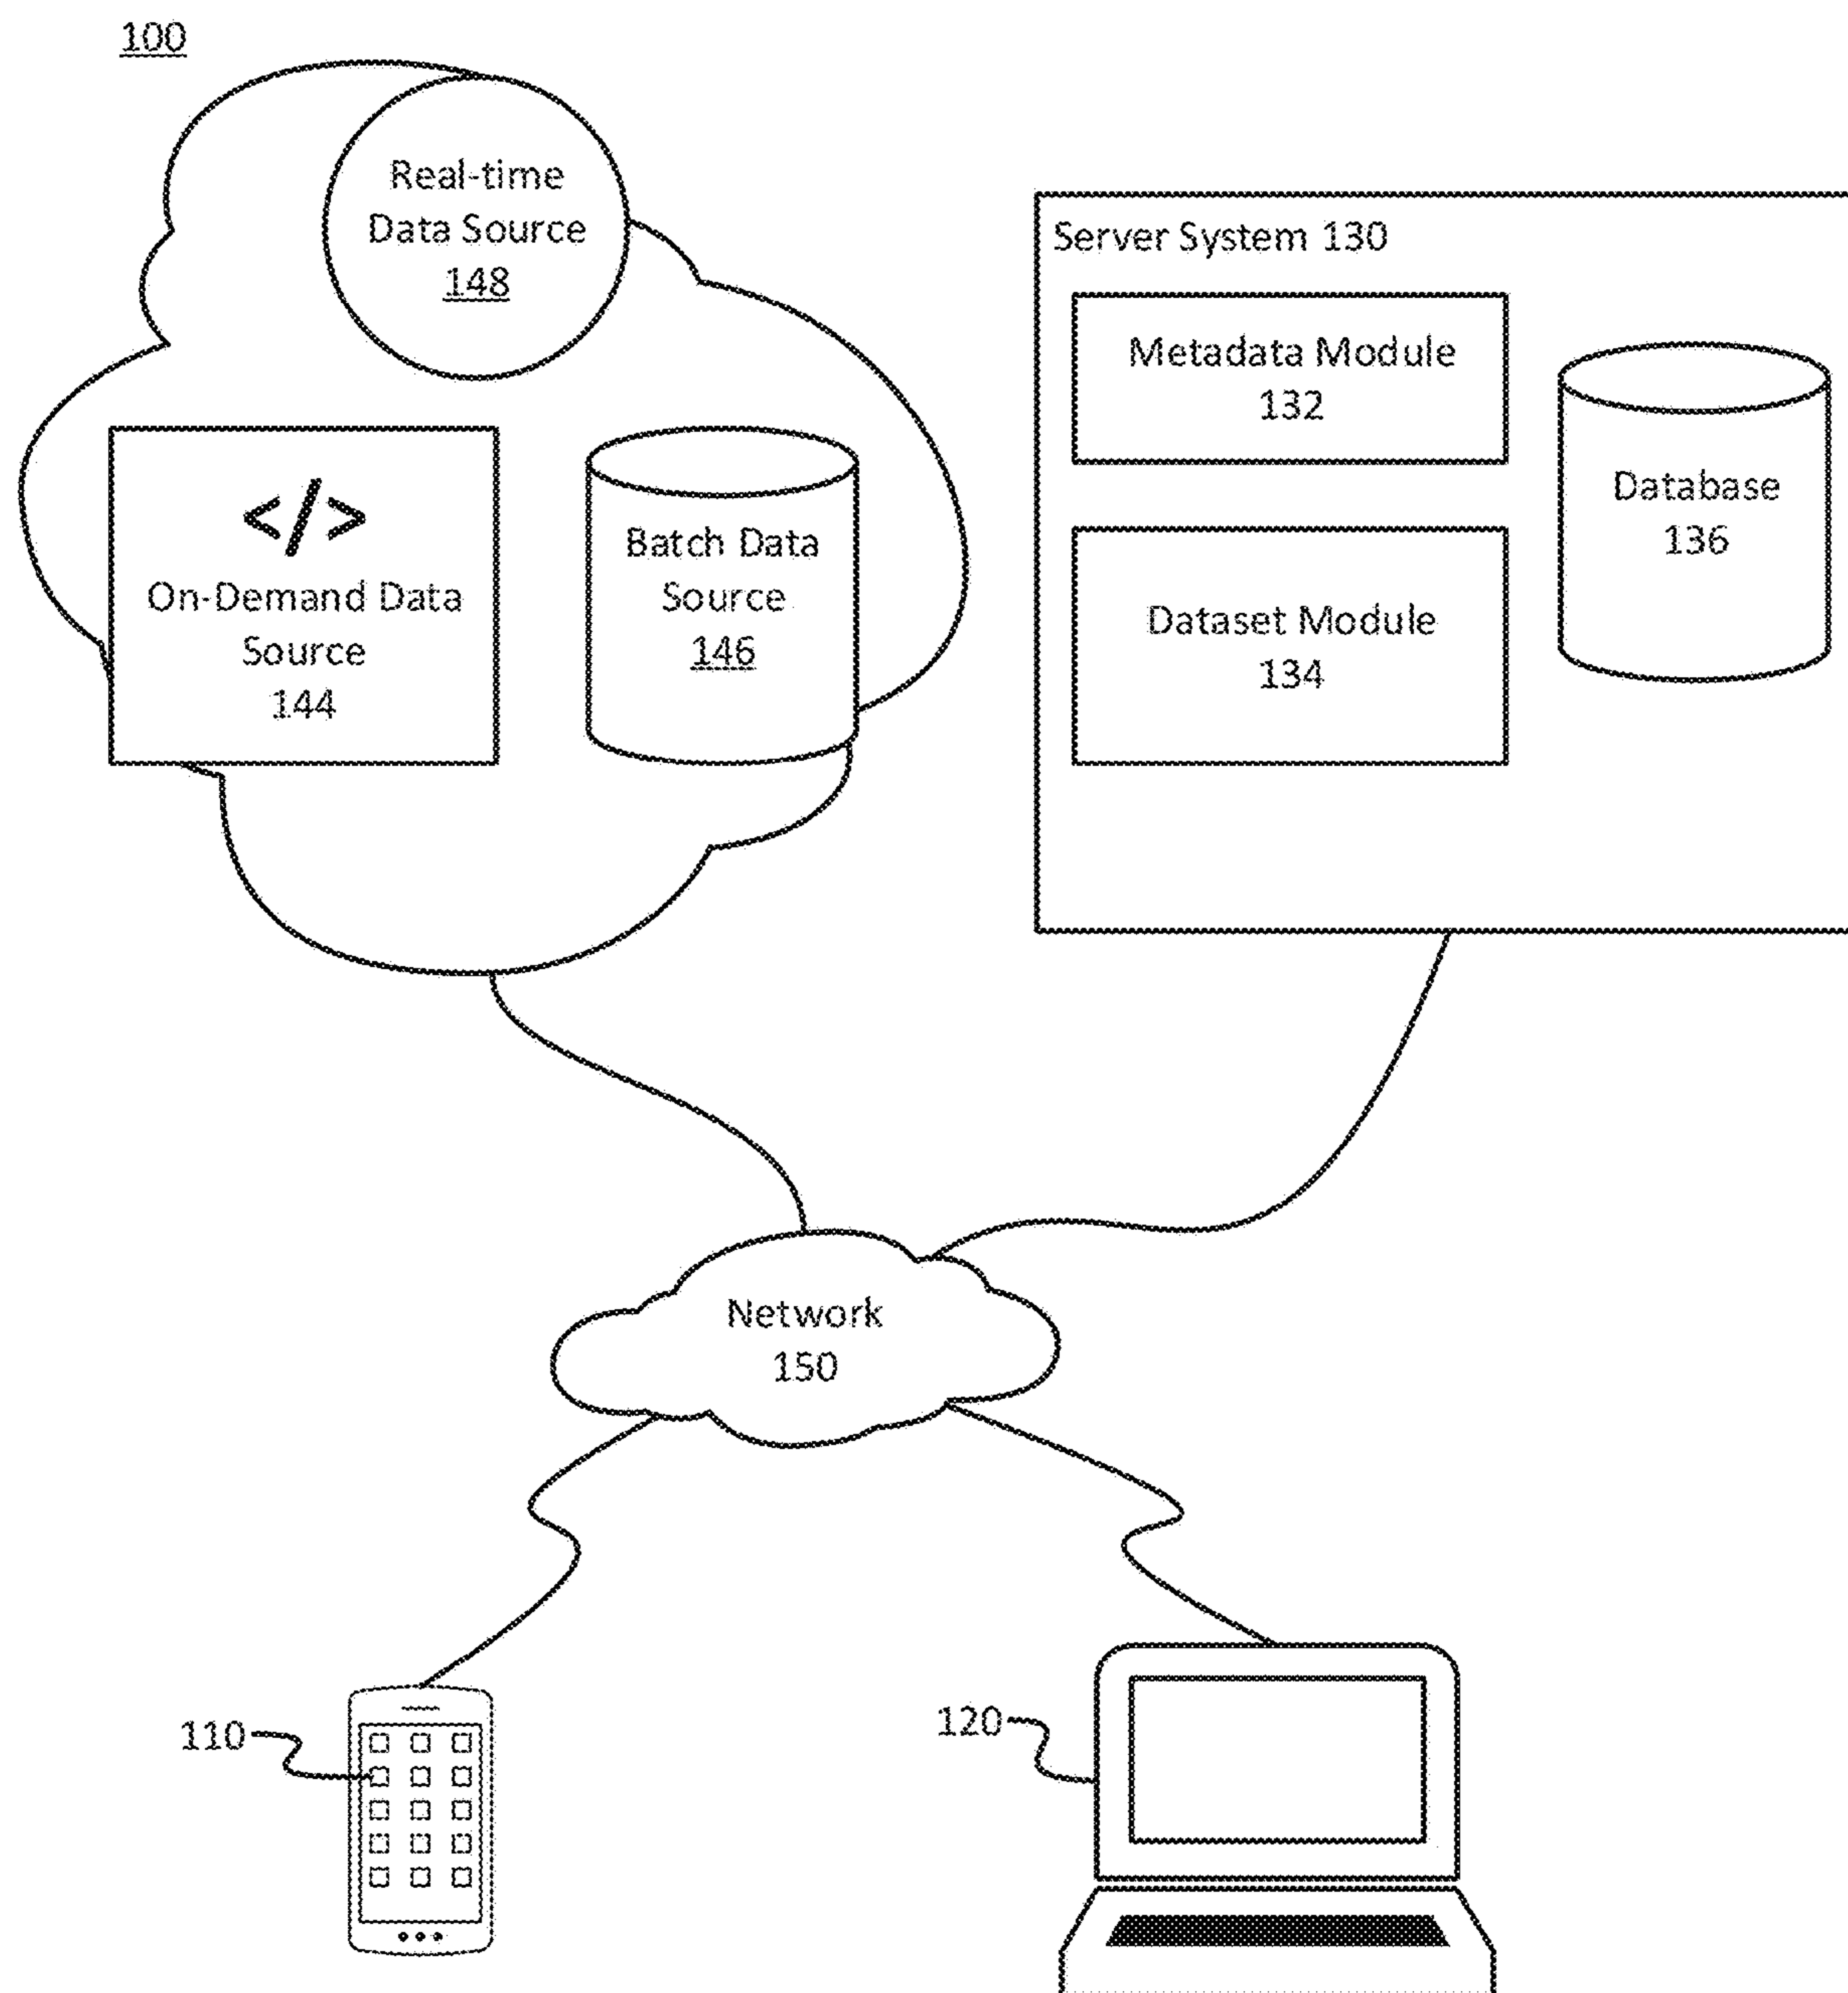 100
Real-time
Data Source
148
</>
On-Demand Data
Source
144
Batch Data
Source
146
Server System 130
Metadata Module
132
Dataset Module
134
Database
136
Network
150
110
120